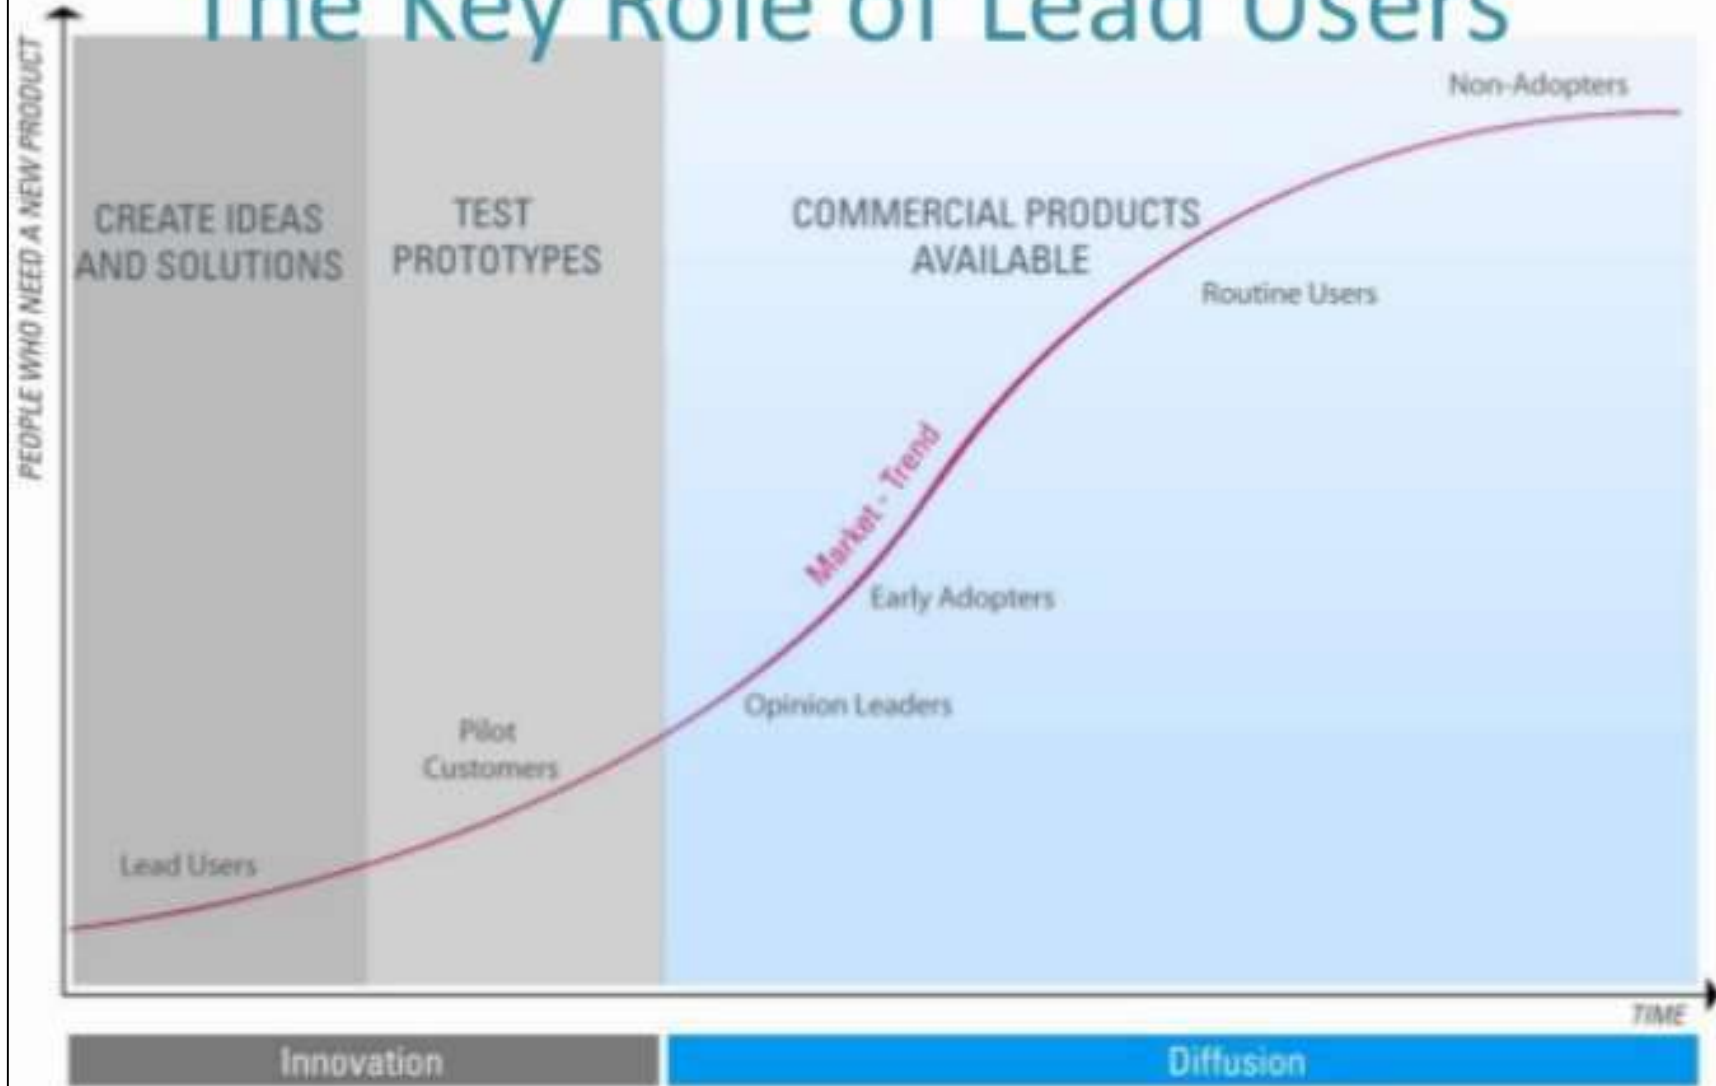 The Key Role of Lead Users
PEOPLE WHO NEED A NEW PRODUCT
CREATE IDEAS
AND SOLUTIONS
TEST
PROTOTYPES
COMMERCIAL PRODUCTS
AVAILABLE
Non-Adopters
Routine Users
Market - Trend
Early Adopters
Opinion Leaders
Pilot
Customers
Lead Users
TIME
Innovation
Diffusion